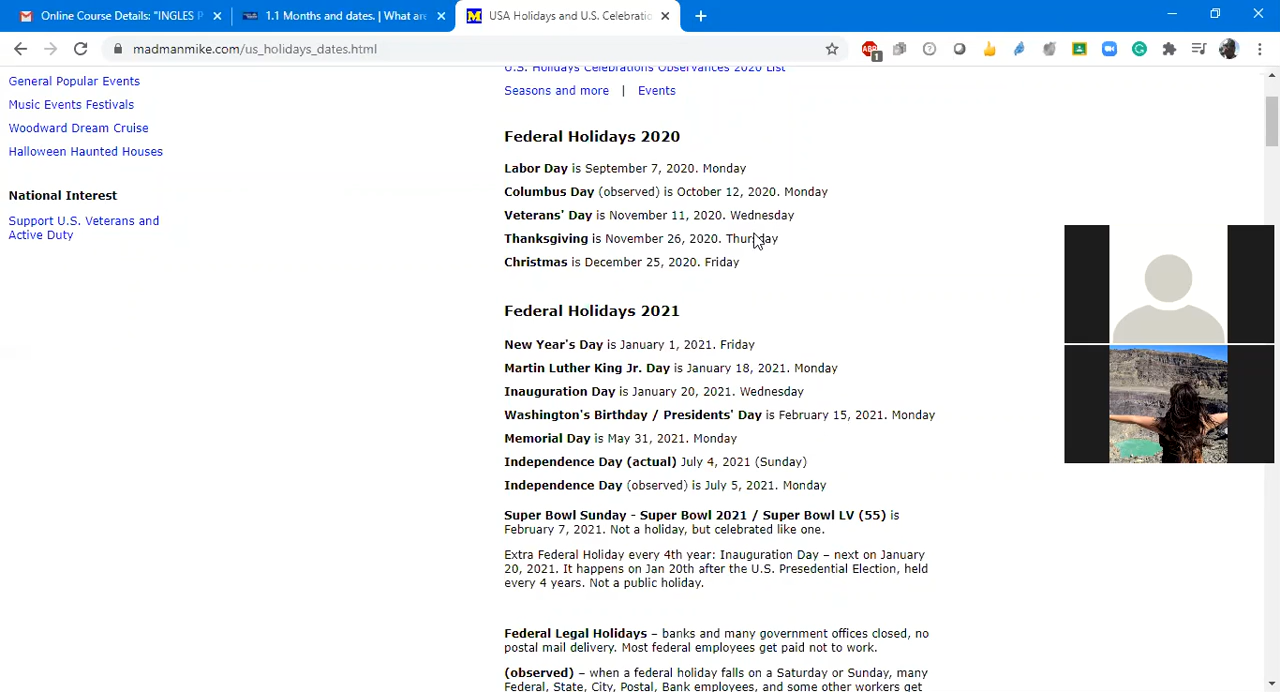 Online Course Details: "INGLES P
1.1 Months and dates. | What are
USA Holidays and U.S. Celebratio
madmanmike.com/us_holidays_dates.html
ABP
1
General Popular Events
Music Events Festivals
Woodward Dream Cruise
Halloween Haunted Houses
National Interest
Support U.S. Veterans and
Active Duty
U.S. Holidays Celebrations Observances 2020 List
Seasons and more | Events
Federal Holidays 2020
Labor Day is September 7, 2020. Monday
Columbus Day (observed) is October 12, 2020. Monday
Veterans' Day is November 11, 2020. Wednesday
Thanksgiving is November 26, 2020. Thursday
Christmas is December 25, 2020. Friday
Federal Holidays 2021
New Year's Day is January 1, 2021. Friday
Martin Luther King Jr. Day is January 18, 2021. Monday
Inauguration Day is January 20, 2021. Wednesday
Washington's Birthday / Presidents' Day is February 15, 2021. Monday
Memorial Day is May 31, 2021. Monday
Independence Day (actual) July 4, 2021 (Sunday)
Independence Day (observed) is July 5, 2021. Monday
Super Bowl Sunday - Super Bowl 2021 / Super Bowl LV (55) is
February 7, 2021. Not a holiday, but celebrated like one.
Extra Federal Holiday every 4th year: Inauguration Day – next on January
20, 2021. It happens on Jan 20th after the U.S. Presedential Election, held
every 4 years. Not a public holiday.
Federal Legal Holidays – banks and many government offices closed, no
postal mail delivery. Most federal employees get paid not to work.
(observed) – when a federal holiday falls on a Saturday or Sunday, many
Federal, State, City, Postal, Bank employees, and some other workers get